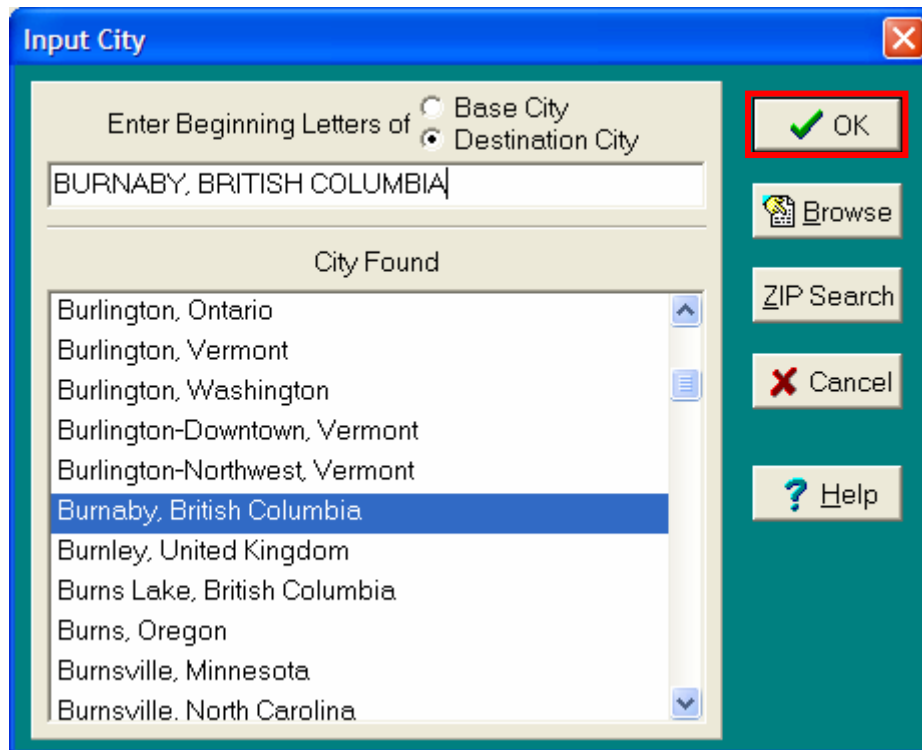 Input City
Enter Beginning Letters of
Base City
Destination City
BURNABY, BRITISH COLUMBIA
City Found
Burlington, Ontario
Burlington, Vermont
Burlington, Washington
Burlington-Downtown, Vermont
Burlington-Northwest, Vermont
Burnaby, British Columbia
Burnley, United Kingdom
Burns Lake, British Columbia
Burns, Oregon
Burnsville, Minnesota
Burnsville, North Carolina
OK
Browse
ZIP Search
Cancel
? Help